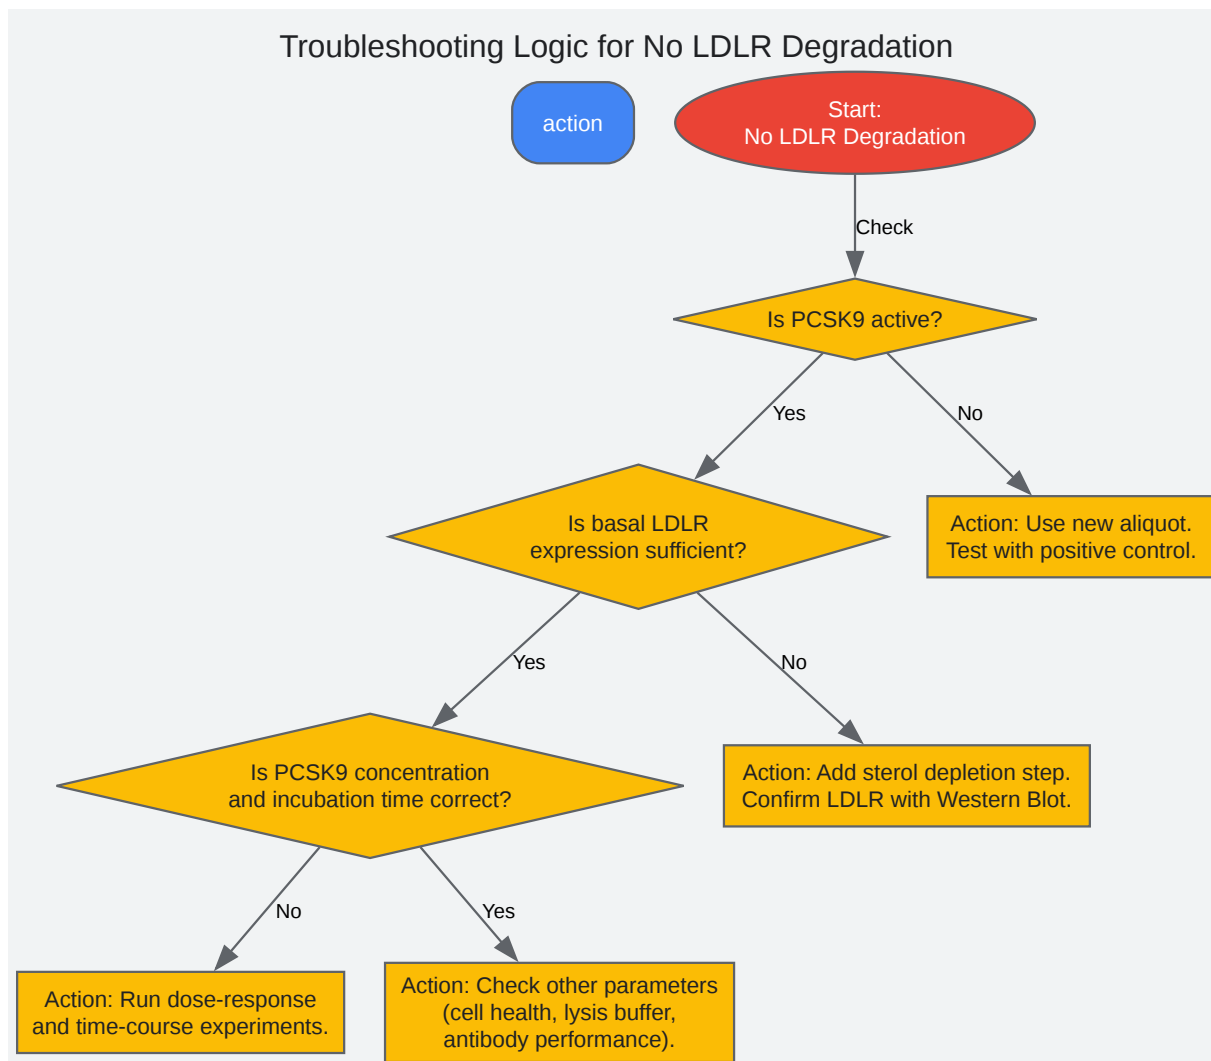 Troubleshooting Logic for No LDLR Degradation
action
Start:
No LDLR Degradation
Check
Is PCSK9 active?
Yes
No
Is basal LDLR
expression sufficient?
Action: Use new aliquot.
Test with positive control.
Yes
No
Is PCSK9 concentration
and incubation time correct?
Action: Add sterol depletion step.
Confirm LDLR with Western Blot.
No
Yes
Action: Run dose-response
and time-course experiments.
Action: Check other parameters
(cell health, lysis buffer,
antibody performance).